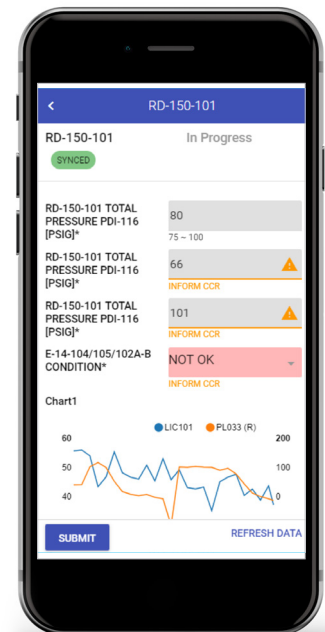 RD-150-101
RD-150-101 In Progress
SYNCED
RD-150-101 TOTAL
PRESSURE PDI-116
[PSIG]*
80
75 ~ 100
RD-150-101 TOTAL
PRESSURE PDI-116
[PSIG]*
66
INFORM CCR
RD-150-101 TOTAL
PRESSURE PDI-116
[PSIG]*
101
INFORM CCR
E-14-104/105/102A-B
CONDITION*
NOT OK
INFORM CCR
Chart1
LIC101 PL033 (R)
60 200
50 100
40 0
SUBMIT REFRESH DATA